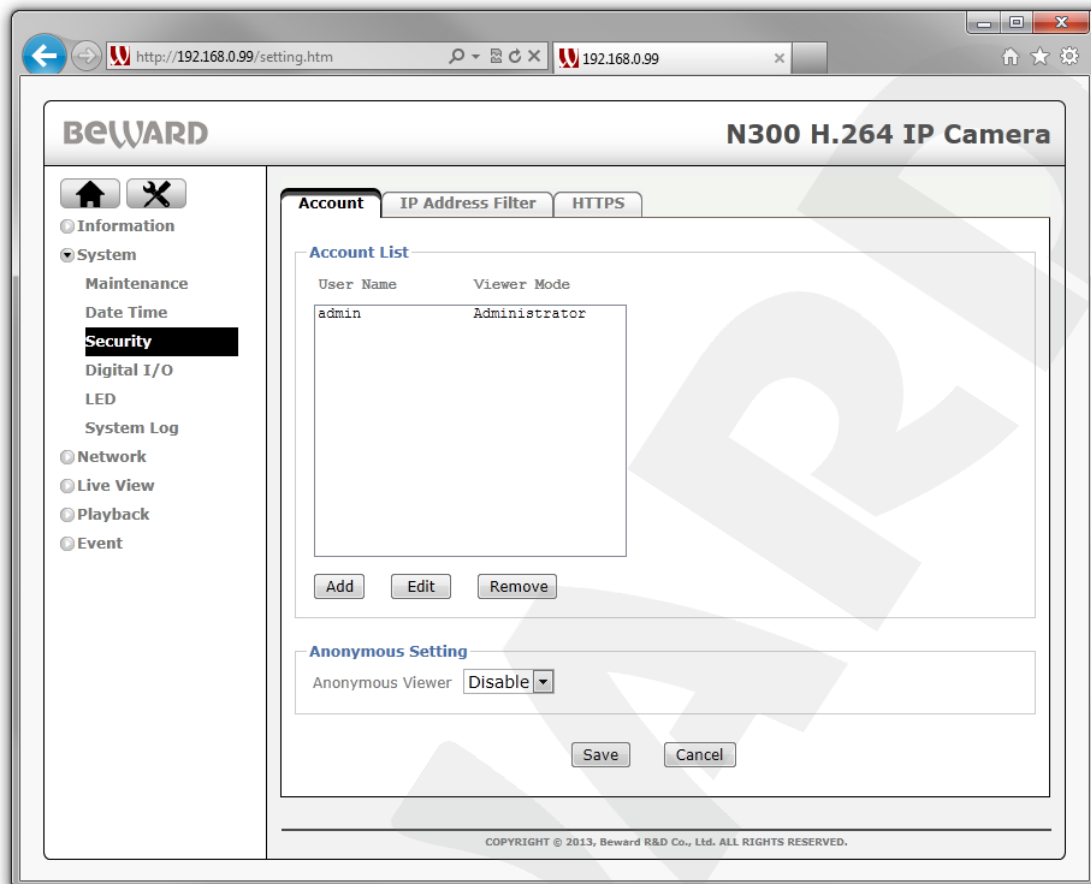 http://192.168.0.99/setting.htm
192.168.0.99
BEWARD
N300 H.264 IP Camera
Information
System
Maintenance
Date Time
Security
Digital I/O
LED
System Log
Network
Live View
Playback
Event
Account IP Address Filter HTTPS
Account List
User Name Viewer Mode
admin Administrator
Add Edit Remove
Anonymous Setting
Anonymous Viewer Disable
Save Cancel
COPYRIGHT © 2013, Beward R&D Co., Ltd. ALL RIGHTS RESERVED.